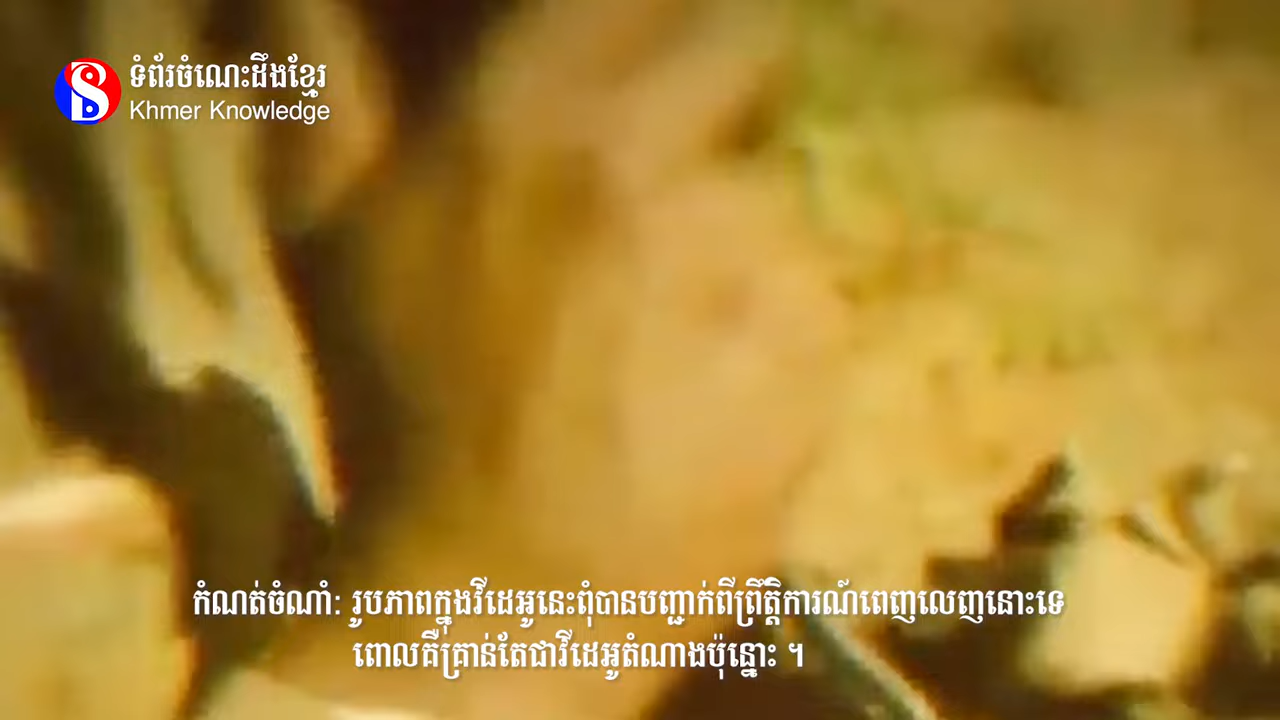 ទំព័រចំណេះដឹងខ្មែរ
Khmer Knowledge
កំណត់ចំណាំ: រូបភាពក្នុងវីដេអូនេះពុំបានបញ្ជាក់ពីព្រឹត្តិការណ៍ពេញលេញនោះទេ
ពោលគឺគ្រាន់តែជាវីដេអូតំណាងប៉ុន្នោះ ។